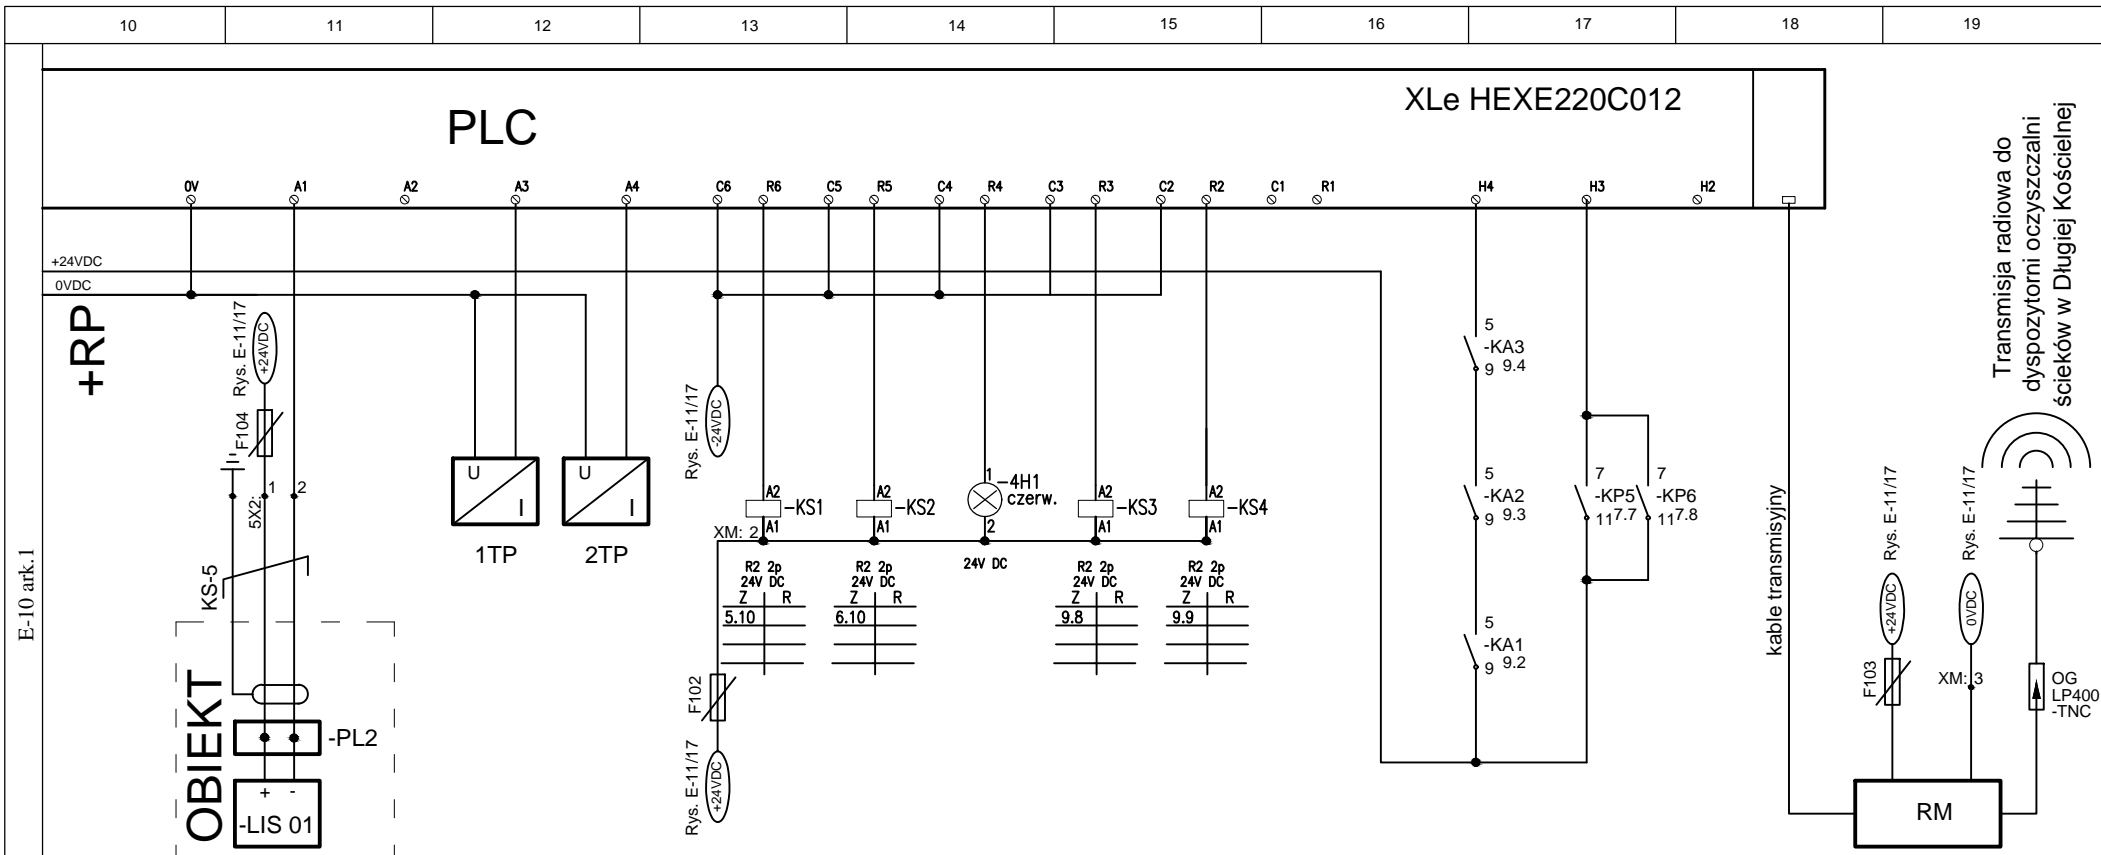 10 11 12 13 14 15 16 17 18 19
PLC
XLe HEXE220C012
0V A1 A2 A3 A4 C6 R6 C5 R5 C4 R4 C3 R3 C2 R2 C1 R1 H4 H3 H2
+24VDC
0VDC
+RP
E-10 ark.1
Rys. E-11/17
+24VDC
F104
5X2:
1
2
KS-5
OBIEKT
-PL2
+ -
-LIS 01
U
I
1TP
U
I
2TP
Rys. E-11/17
-24VDC
A2
-KS1
A1
A2
-KS2
A1
1
-4H1
czerw.
2
24V DC
A2
-KS3
A1
A2
-KS4
A1
XM: 2
R2 2p
24V DC
Z R
5.10
R2 2p
24V DC
Z R
6.10
R2 2p
24V DC
Z R
9.8
R2 2p
24V DC
Z R
9.9
F102
Rys. E-11/17
+24VDC
5
-KA3
9 9.4
5
-KA2
9 9.3
5
-KA1
9 9.2
7
-KP5
11 7.7
7
-KP6
11 7.8
kable transmisyjny
Transmisja radiowa do
dyspozytorni oczyszczalni
ścieków w Długiej Kościelnej
Rys. E-11/17
+24VDC
F103
Rys. E-11/17
0VDC
XM: 3
OG
LP400
-TNC
RM